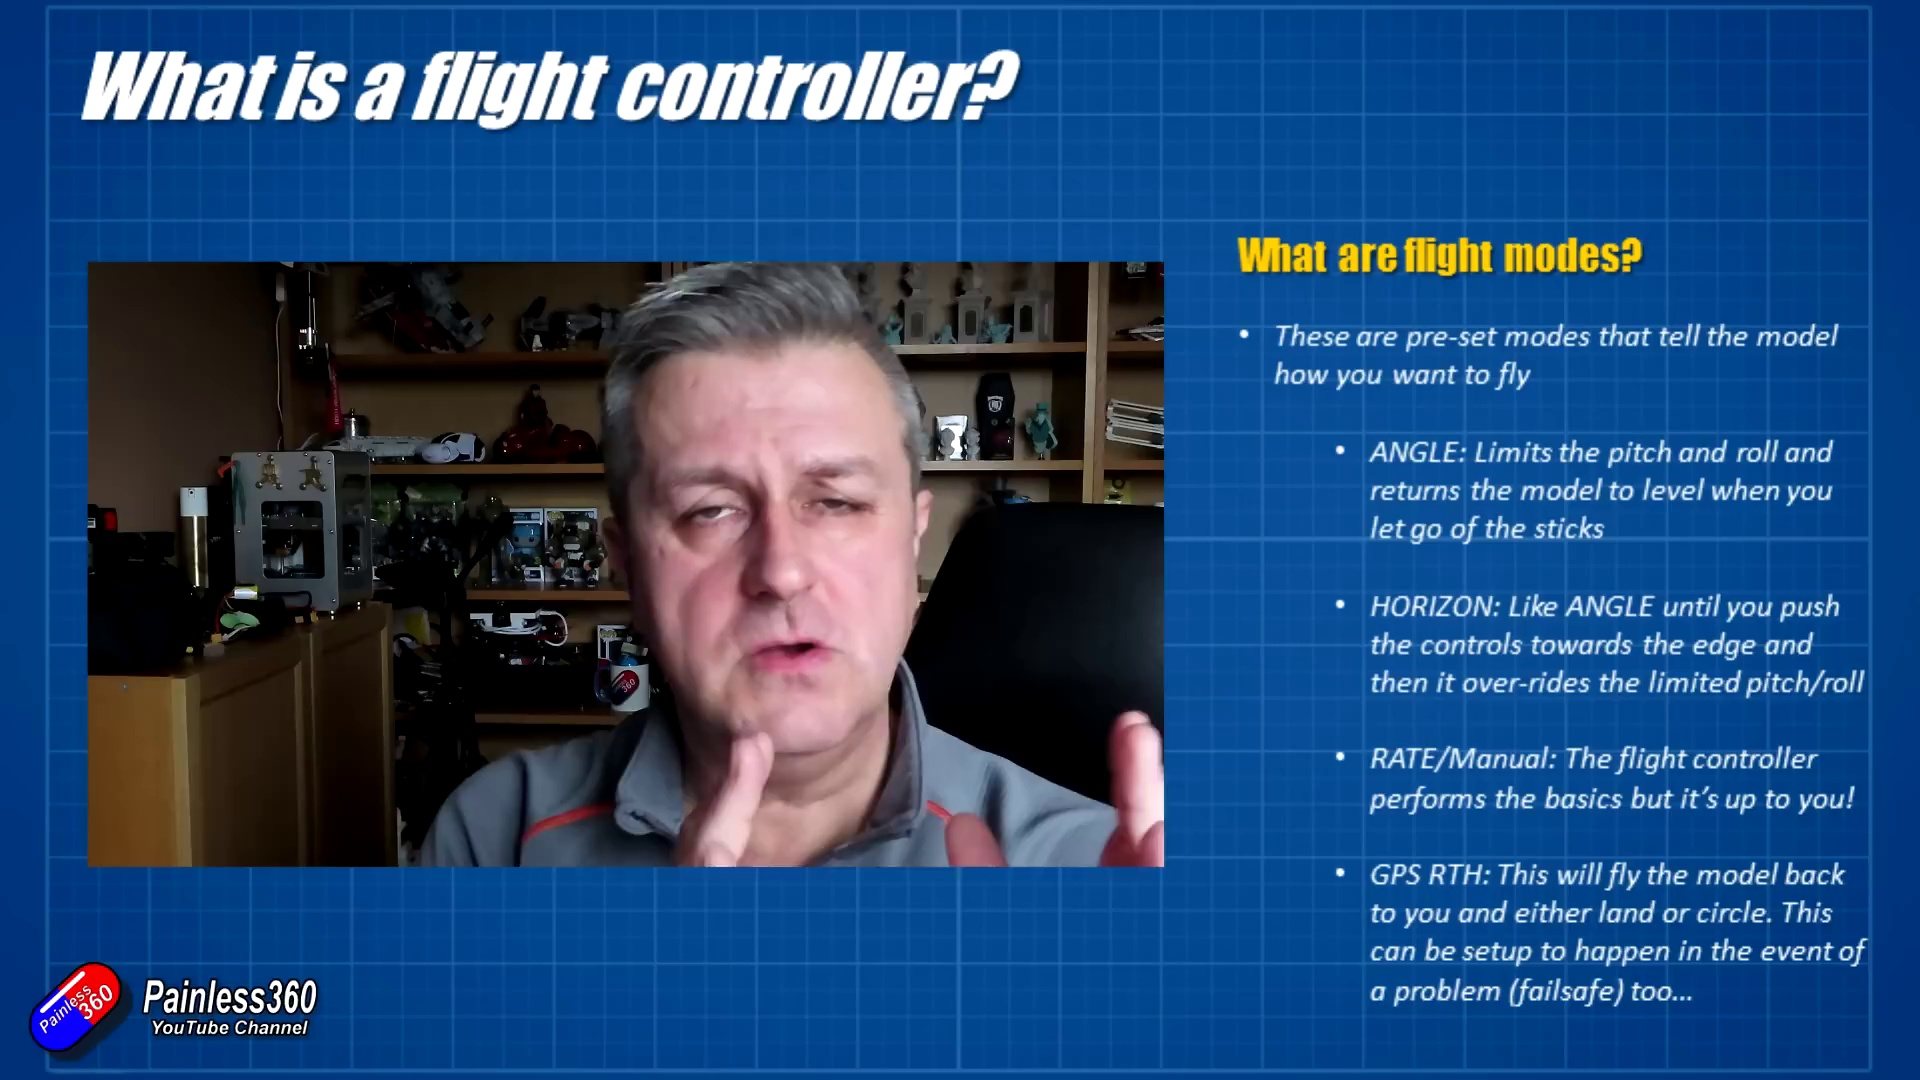 What is a flight controller?
What are flight modes?
• These are pre-set modes that tell the model
how you want to fly
• ANGLE: Limits the pitch and roll and
returns the model to level when you
let go of the sticks
• HORIZON: Like ANGLE until you push
the controls towards the edge and
then it over-rides the limited pitch/roll
• RATE/Manual: The flight controller
performs the basics but it's up to you!
• GPS RTH: This will fly the model back
to you and either land or circle. This
can be setup to happen in the event of
a problem (failsafe) too...
360
Painless
360
Painless360
YouTube Channel